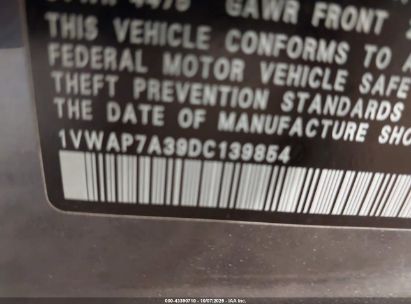 4475 GAWR FRONT
THIS VEHICLE CONFORMS TO A
FEDERAL MOTOR VEHICLE SAFE
THEFT PREVENTION STANDARDS
THE DATE OF MANUFACTURE SHO
1VWAP7A39DC139854